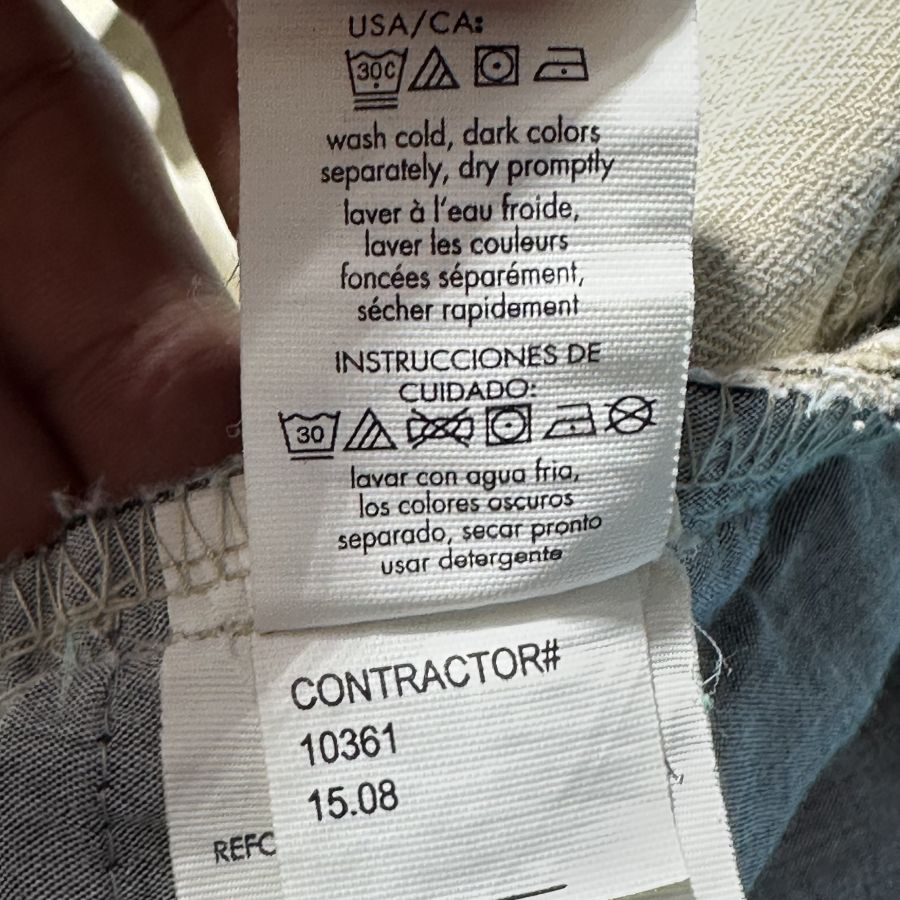 USA/CA:
30C
wash cold, dark colors
separately, dry promptly
laver à l'eau froide,
laver les couleurs
foncées séparément,
sécher rapidement
INSTRUCCIONES DE
CUIDADO:
30
lavar con agua fria,
los colores oscuros
separado, secar pronto
usar detergente
CONTRACTOR#
10361
15.08